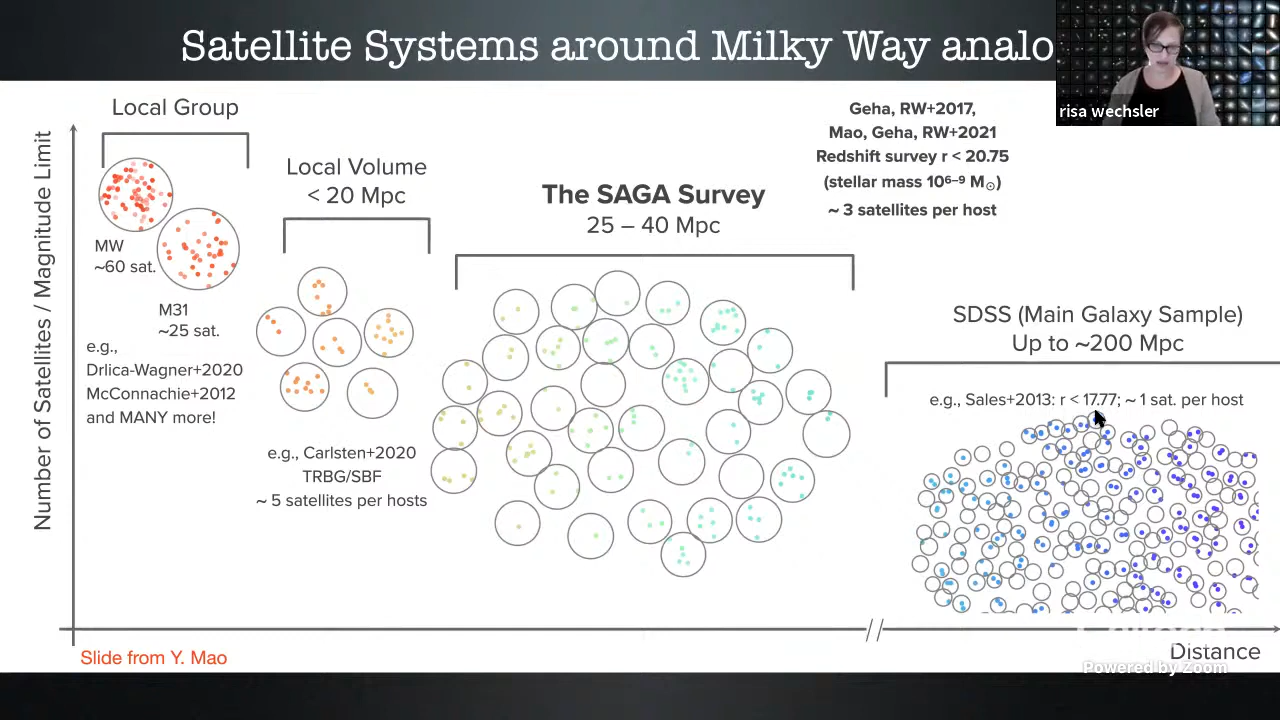 Satellite Systems around Milky Way analo
risa wechsler
Local Group
Number of Satellites / Magnitude Limit
MW
~60 sat.
M31
~25 sat.
e.g.,
Drlica-Wagner+2020
McConnachie+2012
and MANY more!
Local Volume
< 20 Mpc
e.g., Carlsten+2020
TRBG/SBF
~ 5 satellites per hosts
The SAGA Survey
25 – 40 Mpc
Geha, RW+2017,
Mao, Geha, RW+2021
Redshift survey r < 20.75
(stellar mass 10⁶⁻⁹ M☉)
~ 3 satellites per host
SDSS (Main Galaxy Sample)
Up to ~200 Mpc
e.g., Sales+2013: r < 17.77; ~ 1 sat. per host
Distance
Slide from Y. Mao
Powered by Zoom